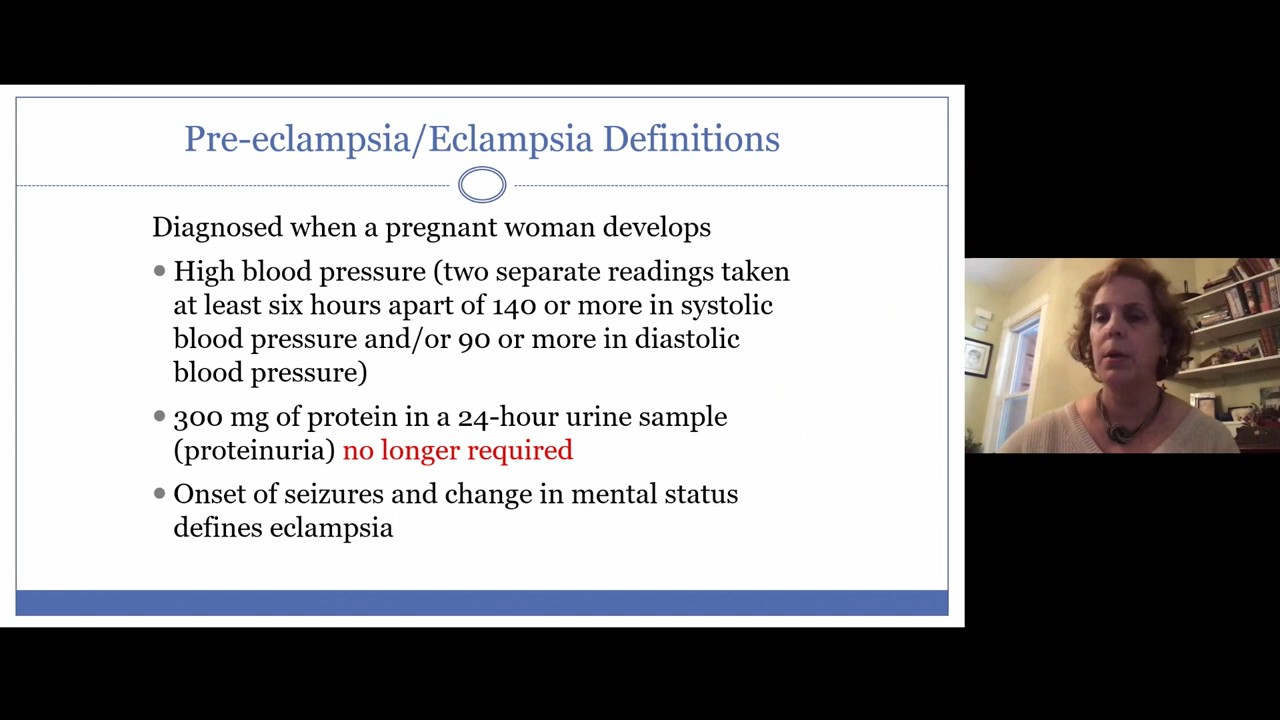 Pre-eclampsia/Eclampsia Definitions
Diagnosed when a pregnant woman develops
High blood pressure (two separate readings taken
at least six hours apart of 140 or more in systolic
blood pressure and/or 90 or more in diastolic
blood pressure)
300 mg of protein in a 24-hour urine sample
(proteinuria) no longer required
Onset of seizures and change in mental status
defines eclampsia